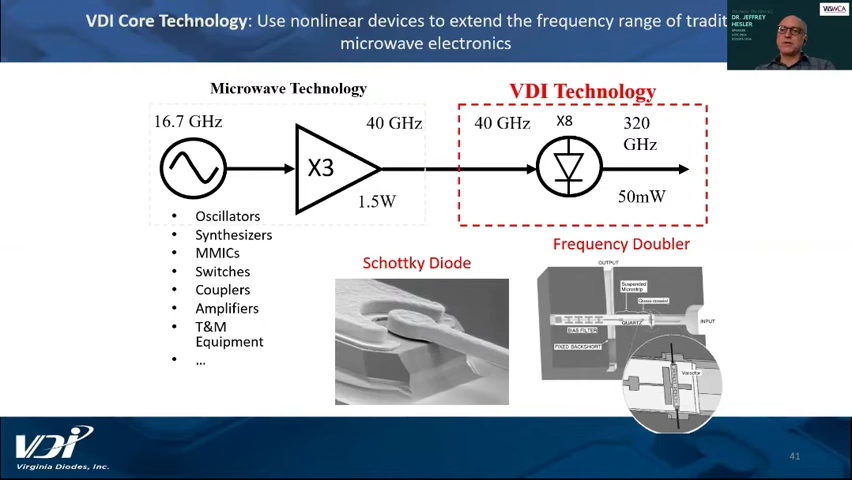 VDI Core Technology: Use nonlinear devices to extend the frequency range of tradit
microwave electronics
DR. JEFFREY
HESLER
Microwave Technology
VDI Technology
16.7 GHz
40 GHz
40 GHz
X8
320
GHz
X3
1.5W
50mW
• Oscillators
• Synthesizers
• MMICs
• Switches
• Couplers
• Amplifiers
• T&M
Equipment
• ...
Schottky Diode
Frequency Doubler
OUTPUT
Suspended
Microstrip
INPUT
QUARTZ
BIAS FILTER
FIXED BACKSHORT
Varactor
VDI
Virginia Diodes, Inc.
41